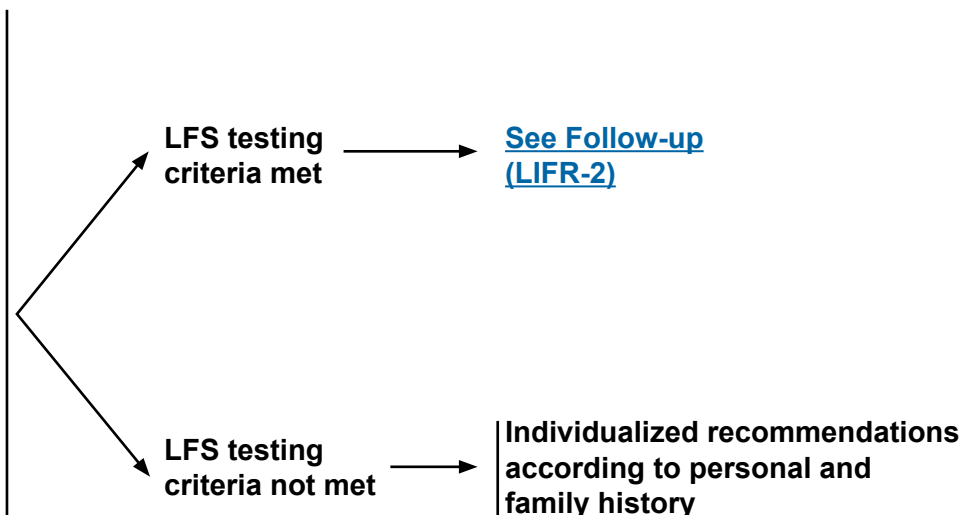 LFS testing
criteria met
See Follow-up
(LIFR-2)
LFS testing
criteria not met
Individualized recommendations
according to personal and
family history